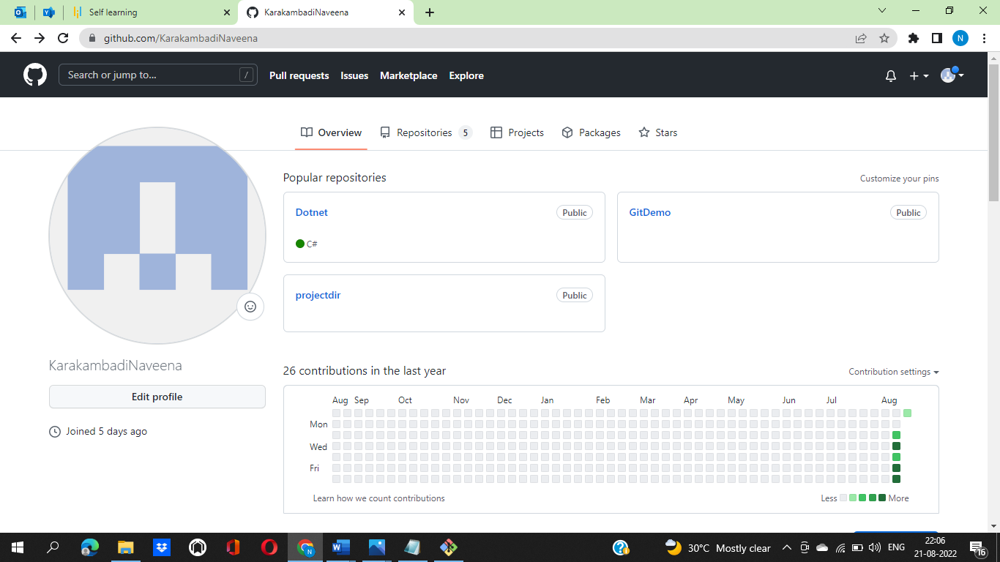 Self learning
KarakambadiNaveena
github.com/KarakambadiNaveena
N
Search or jump to...
/
Pull requests Issues Marketplace Explore
Overview Repositories 5 Projects Packages Stars
Popular repositories
Customize your pins
Dotnet Public
C#
GitDemo Public
projectdir Public
KarakambadiNaveena
Edit profile
Joined 5 days ago
26 contributions in the last year
Contribution settings
Aug Sep Oct Nov Dec Jan Feb Mar Apr May Jun Jul Aug
Mon
Wed
Fri
Learn how we count contributions
Less More
30°C Mostly clear
ENG
22:06
21-08-2022
16